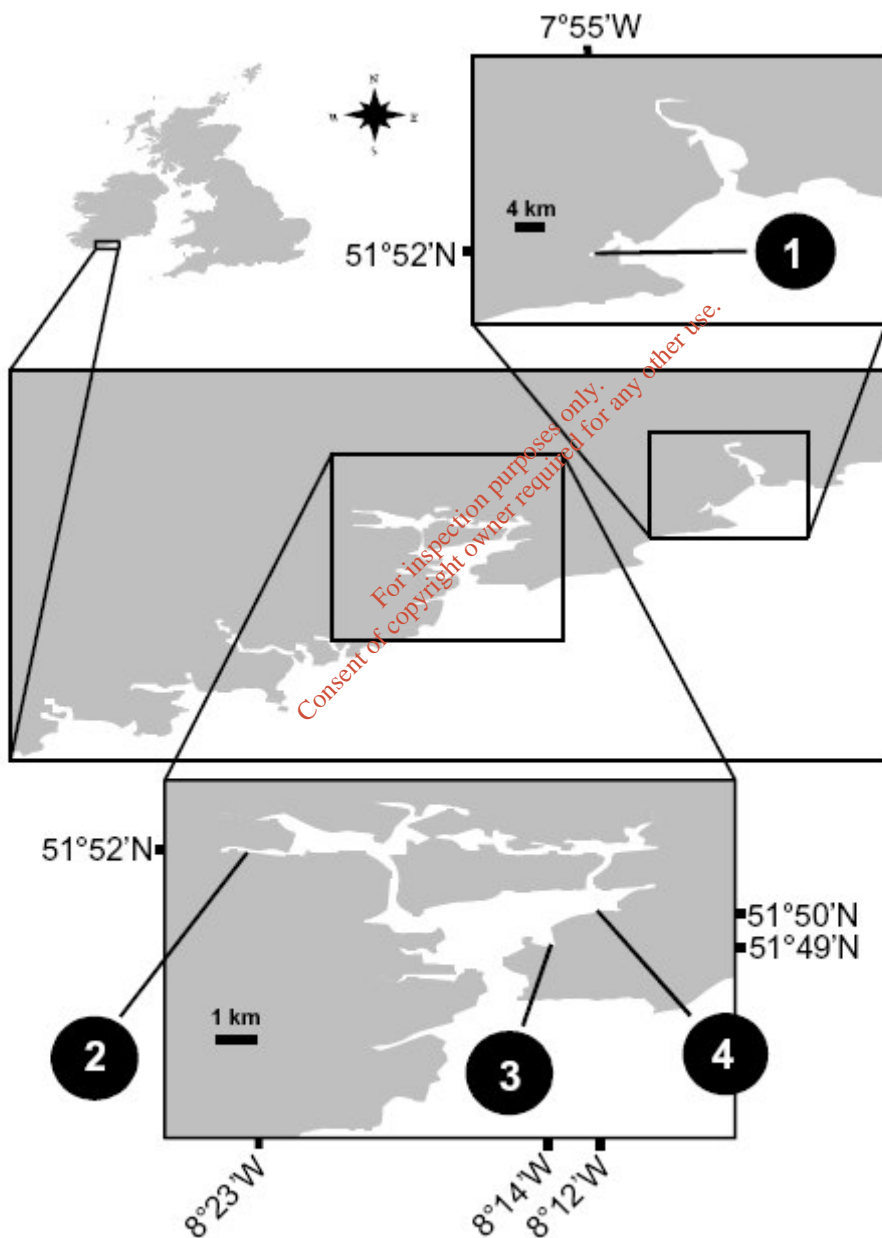 7°55'W
N
W
E
S
4 km
51°52'N
1
For inspection purposes only.
Consent of copyright owner required for any other use.
51°52'N
51°50'N
51°49'N
1 km
2
3
4
8°23'W
8°14'W
8°12'W